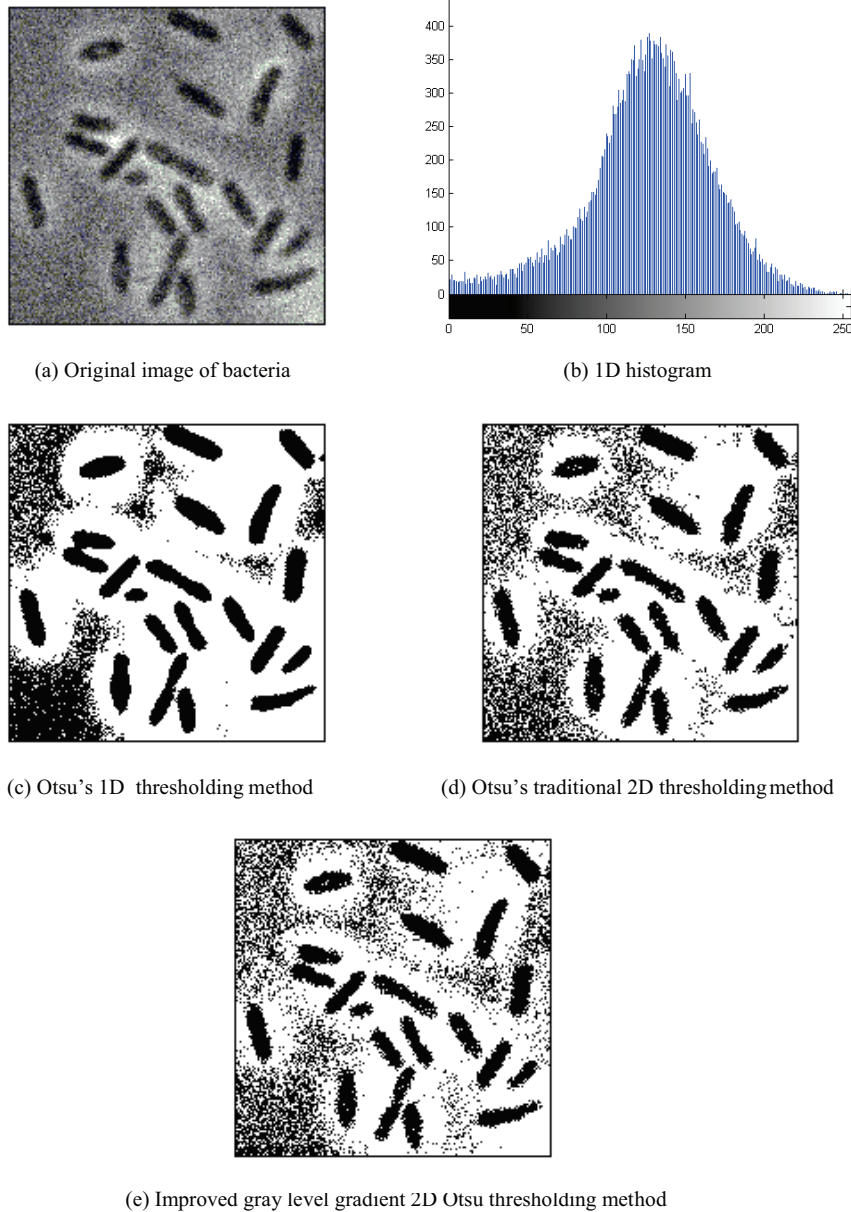 400
350
300
250
200
150
100
50
0
0 50 100 150 200 250
(a) Original image of bacteria
(b) 1D histogram
(c) Otsu's 1D thresholding method
(d) Otsu's traditional 2D thresholding method
(e) Improved gray level gradient 2D Otsu thresholding method